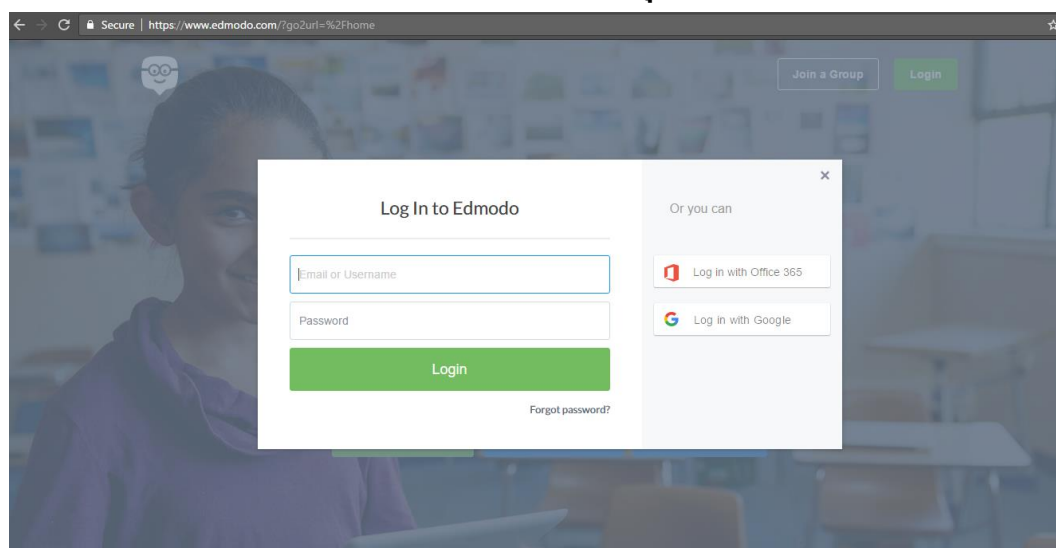 Secure | https://www.edmodo.com/?go2url=%2Fhome
Join a Group
Login
Log In to Edmodo
Email or Username
Password
Login
Forgot password?
Or you can
Log in with Office 365
Log in with Google